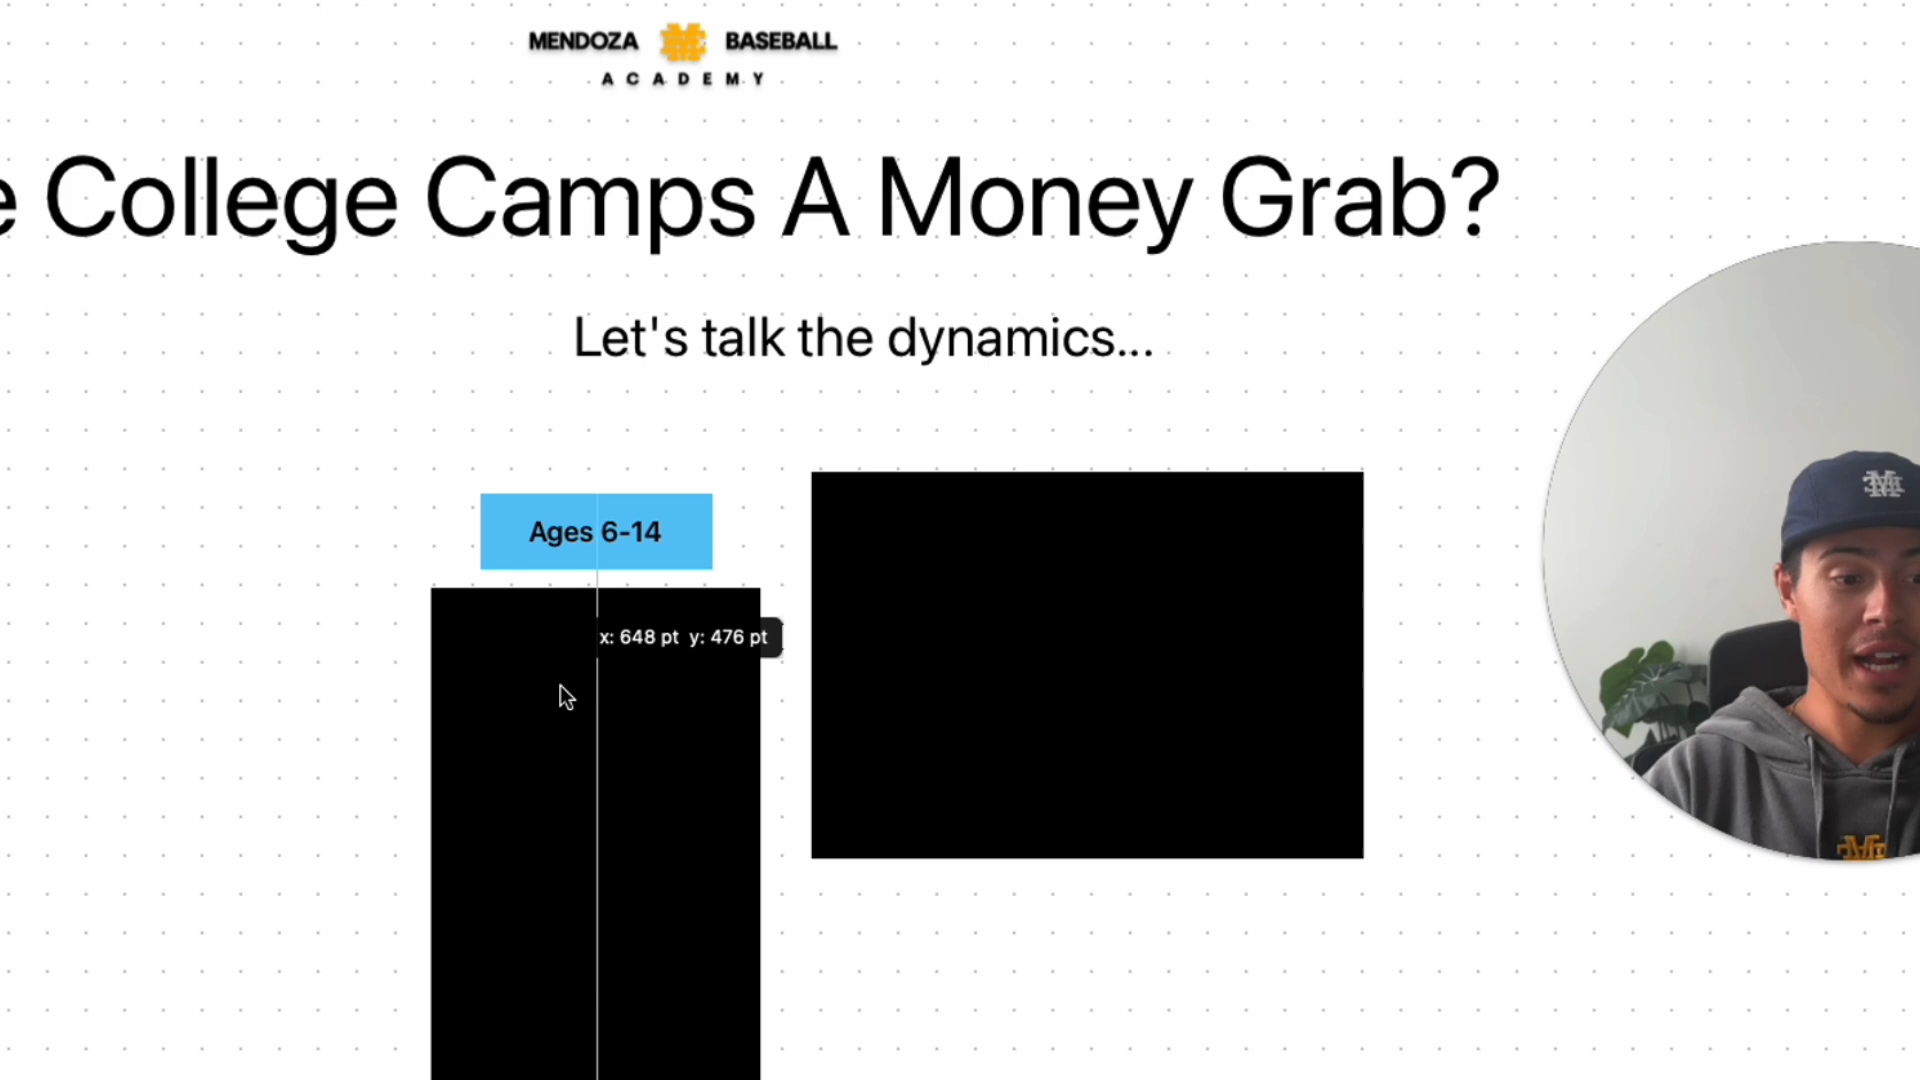 MENDOZA BASEBALL
ACADEMY
e College Camps A Money Grab?
Let's talk the dynamics...
Ages 6-14
x: 648 pt y: 476 pt